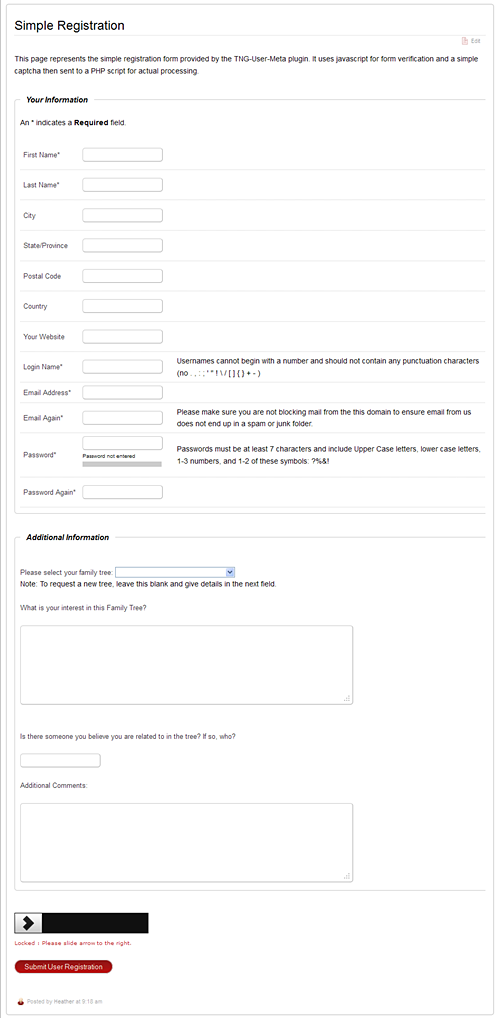 Simple Registration
Edit
This page represents the simple registration form provided by the TNG-User-Meta plugin. It uses javascript for form verification and a simple
captcha then sent to a PHP script for actual processing.
Your Information
An * indicates a Required field.
First Name*
Last Name*
City
State/Province
Postal Code
Country
Your Website
Login Name*
Usernames cannot begin with a number and should not contain any punctuation characters
(no . , : ; ' " ! \ / [ ] { } + - )
Email Address*
Email Again*
Please make sure you are not blocking mail from the this domain to ensure email from us
does not end up in a spam or junk folder.
Password*
Password not entered
Passwords must be at least 7 characters and include Upper Case letters, lower case letters,
1-3 numbers, and 1-2 of these symbols: ?%&!
Password Again*
Additional Information
Please select your family tree:
Note: To request a new tree, leave this blank and give details in the next field.
What is your interest in this Family Tree?
Is there someone you believe you are related to in the tree? If so, who?
Additional Comments:
Locked : Please slide arrow to the right.
Submit User Registration
Posted by Heather at 9:18 am